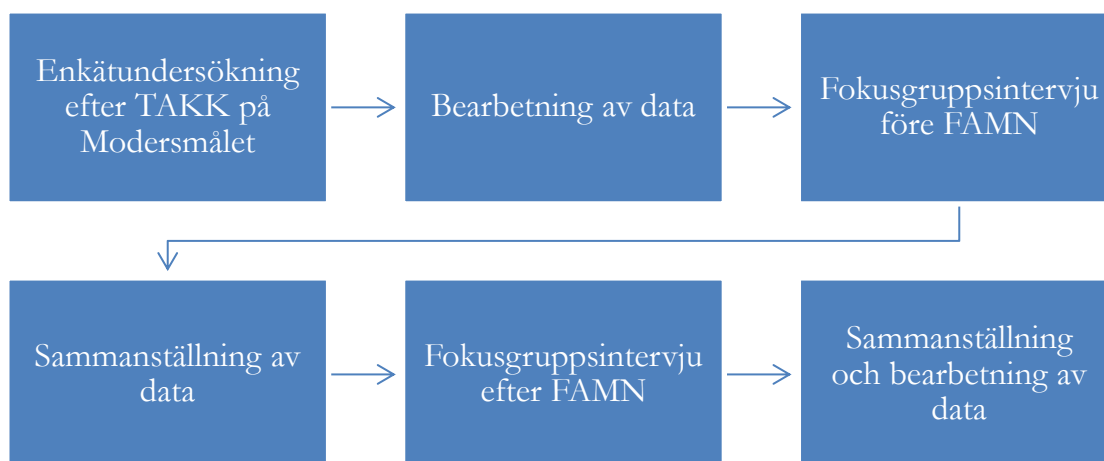 Enkätundersökning
efter TAKK på
Modersmålet
Bearbetning av data
Fokusgruppsintervju
före FAMN
Sammanställning av
data
Fokusgruppsintervju
efter FAMN
Sammanställning
och bearbetning av
data